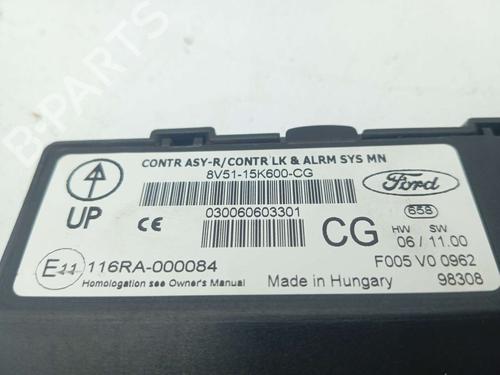 CONTR ASY-R/CONTR LK & ALRM SYS MN
8V51-15K600-CG
Ford
UP
CE
030060603301
CG
658
HW SW
06 / 11.00
E11 116RA-000084
Homologation see Owner's Manual
Made in Hungary
F005 V0 0962
98308
B-PARTS